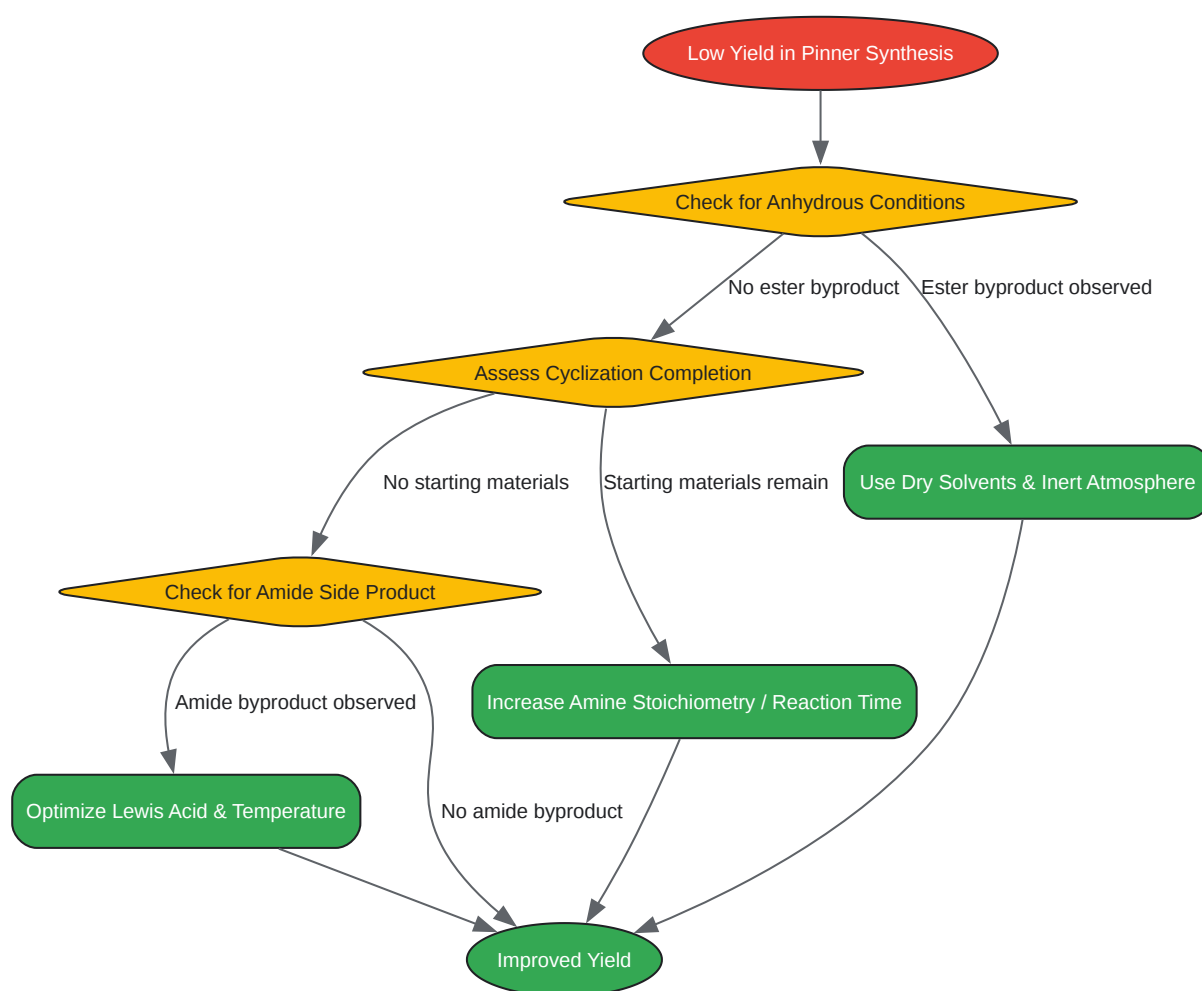 Low Yield in Pinner Synthesis
Check for Anhydrous Conditions
No ester byproduct
Ester byproduct observed
Assess Cyclization Completion
No starting materials
Starting materials remain
Use Dry Solvents & Inert Atmosphere
Check for Amide Side Product
Amide byproduct observed
Increase Amine Stoichiometry / Reaction Time
Optimize Lewis Acid & Temperature
No amide byproduct
Improved Yield